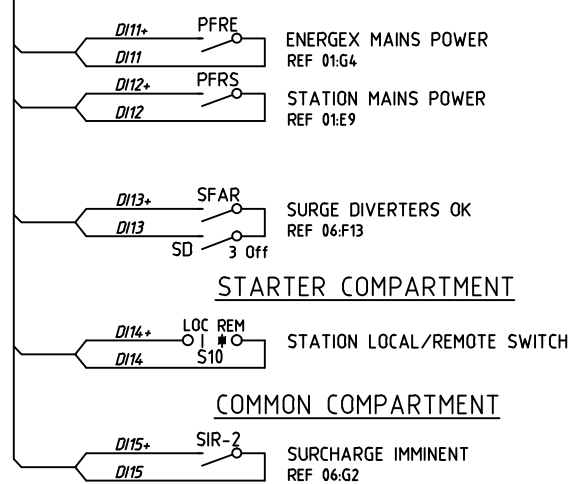 DI11+ PFRE ENERGEX MAINS POWER
DI11 REF 01:G4
DI12+ PFRS STATION MAINS POWER
DI12 REF 01:E9
DI13+ SFAR SURGE DIVERTERS OK
DI13 REF 06:F13
SD 3 Off
STARTER COMPARTMENT
DI14+ LOC REM STATION LOCAL/REMOTE SWITCH
DI14 S10
COMMON COMPARTMENT
DI15+ SIR-2 SURCHARGE IMMINENT
DI15 REF 06:G2